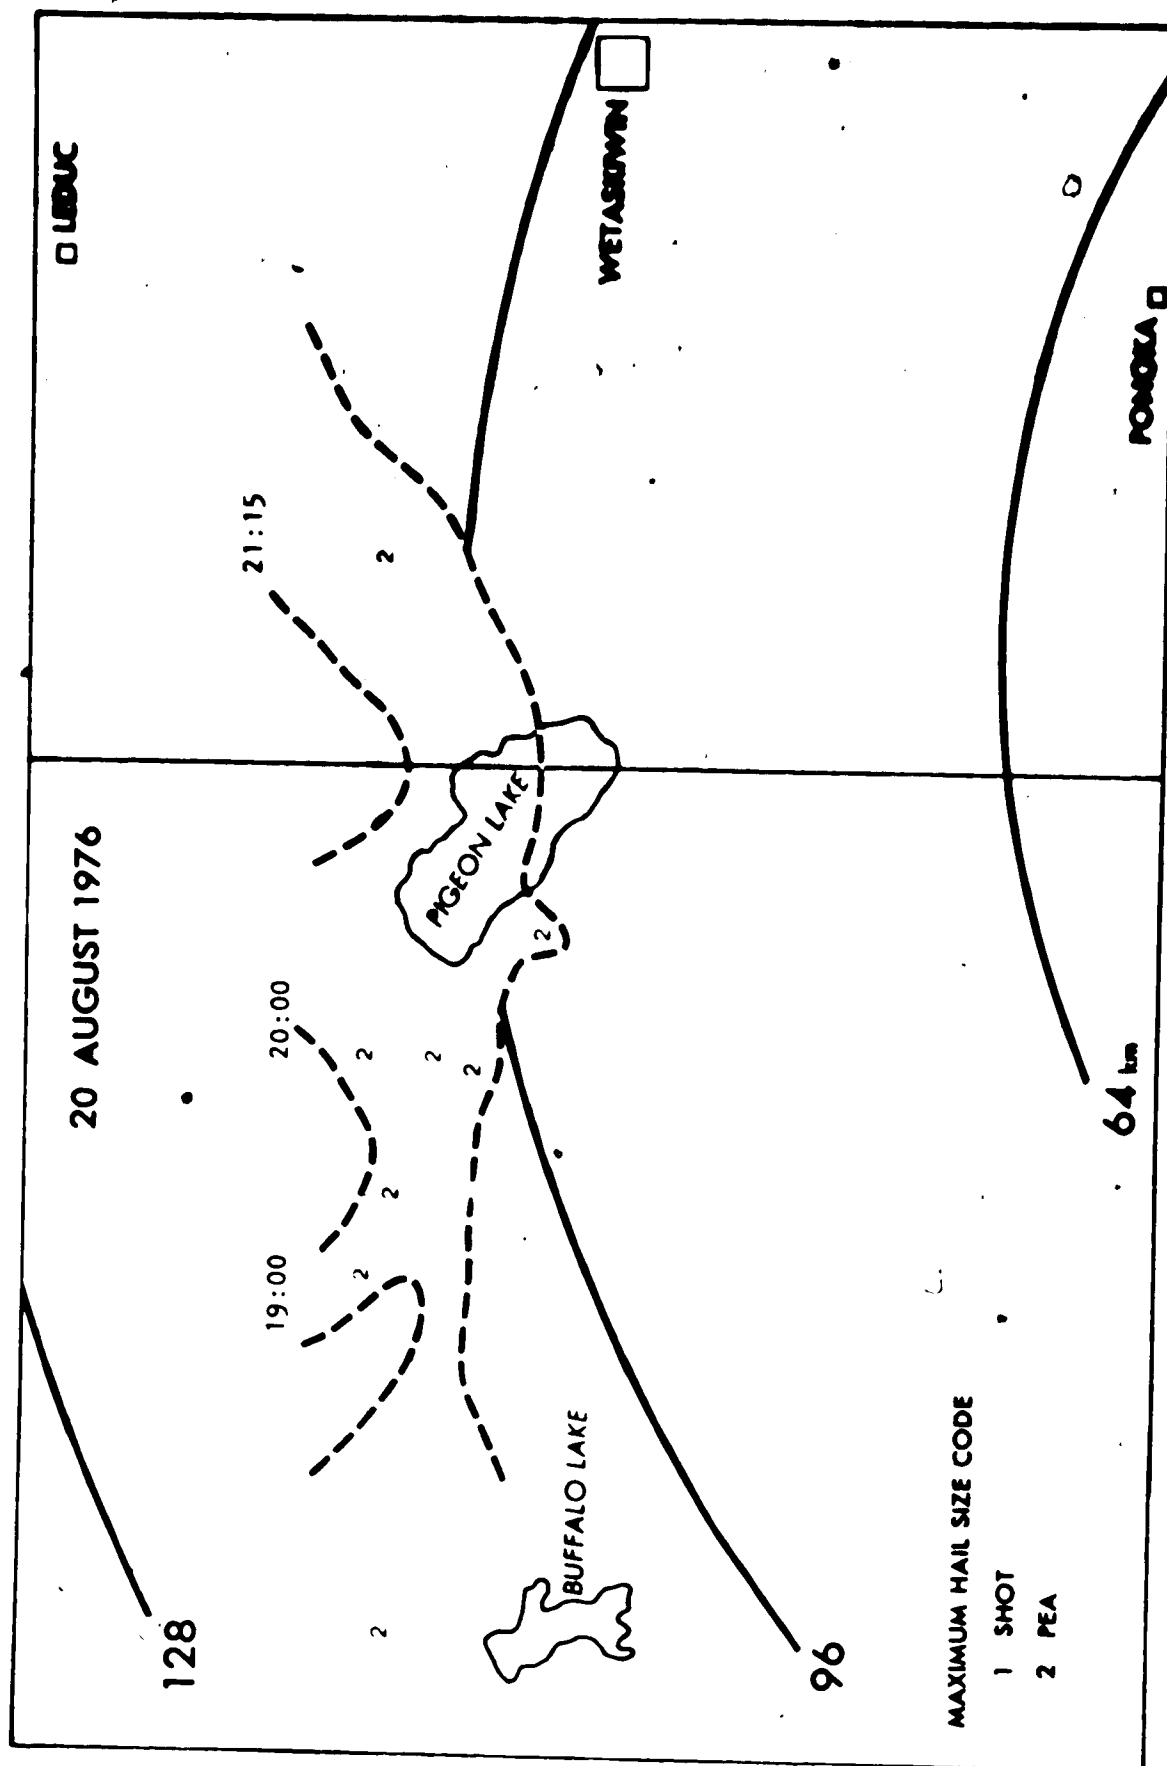 20 AUGUST 1976
LEDUC
128
19:00
20:00
21:15
2
2
2
2
2
2
2
2
PIGEON LAKE
BUFFALO LAKE
WETASKIWIN
96
64 km
PONOKA
MAXIMUM HAIL SIZE CODE
1 SHOT
2 PEA